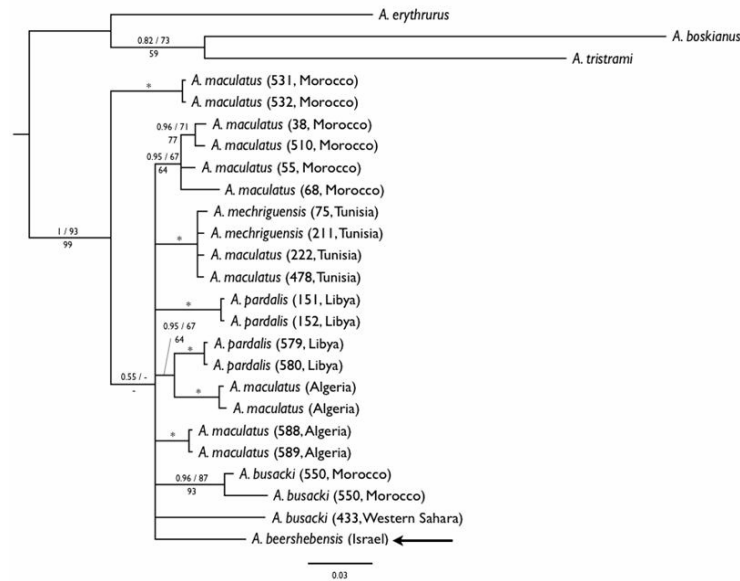 A. erythrurus
0.82 / 73
59
A. boskianus
A. tristrami
*
A. maculatus (531, Morocco)
A. maculatus (532, Morocco)
0.96 / 71
77
A. maculatus (38, Morocco)
A. maculatus (510, Morocco)
0.95 / 67
64
A. maculatus (55, Morocco)
A. maculatus (68, Morocco)
1 / 93
99
*
A. mechriguensis (75, Tunisia)
A. mechriguensis (211, Tunisia)
A. maculatus (222, Tunisia)
A. maculatus (478, Tunisia)
*
A. pardalis (151, Libya)
A. pardalis (152, Libya)
0.95 / 67
64
*
A. pardalis (579, Libya)
A. pardalis (580, Libya)
0.55 / -
-
*
A. maculatus (Algeria)
A. maculatus (Algeria)
*
A. maculatus (588, Algeria)
A. maculatus (589, Algeria)
0.96 / 87
93
A. busacki (550, Morocco)
A. busacki (550, Morocco)
A. busacki (433, Western Sahara)
A. beershebensis (Israel)
0.03